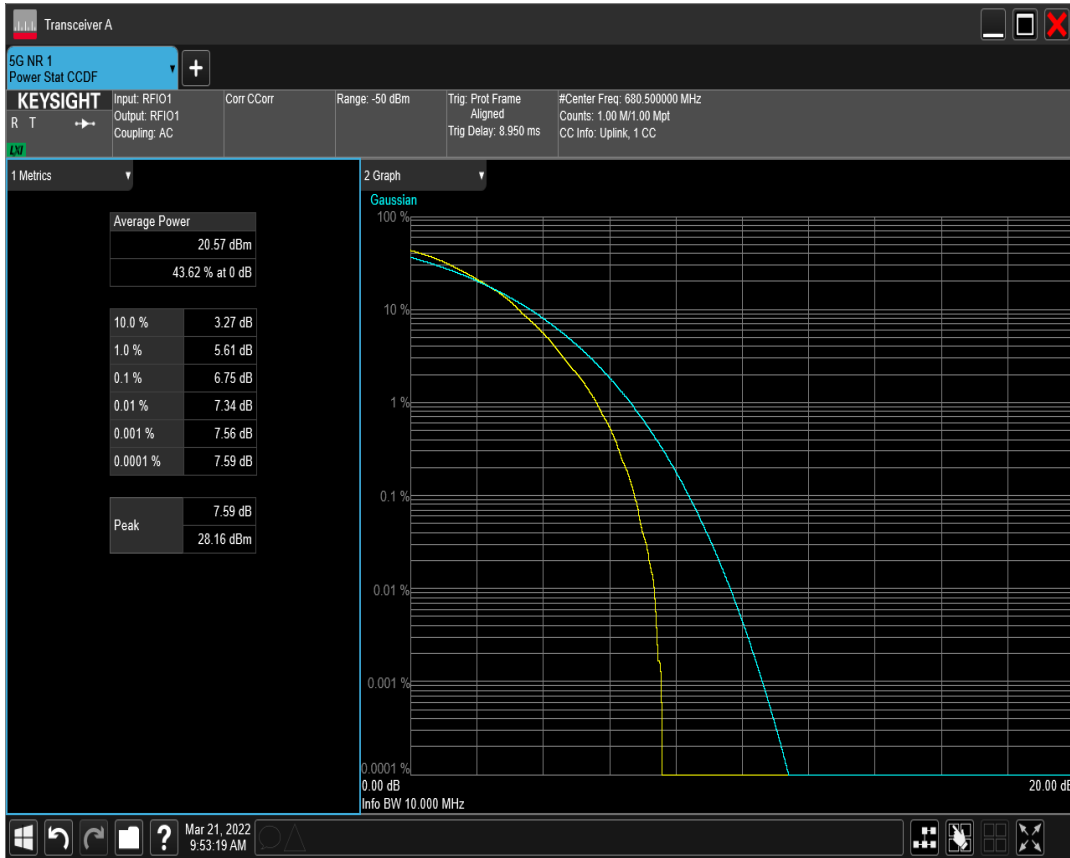 Transceiver A
5G NR 1
Power Stat CCDF
+
KEYSIGHT
R T
LXI
Input: RFIO1
Output: RFIO1
Coupling: AC
Corr CCorr
Range: -50 dBm
Trig: Prot Frame
Aligned
Trig Delay: 8.950 ms
#Center Freq: 680.500000 MHz
Counts: 1.00 M/1.00 Mpt
CC Info: Uplink, 1 CC
1 Metrics
Average Power
20.57 dBm
43.62 % at 0 dB
10.0 % 3.27 dB
1.0 % 5.61 dB
0.1 % 6.75 dB
0.01 % 7.34 dB
0.001 % 7.56 dB
0.0001 % 7.59 dB
Peak 7.59 dB
28.16 dBm
2 Graph
Gaussian
100 %
10 %
1 %
0.1 %
0.01 %
0.001 %
0.0001 %
0.00 dB 20.00 dB
Info BW 10.000 MHz
? Mar 21, 2022
9:53:19 AM